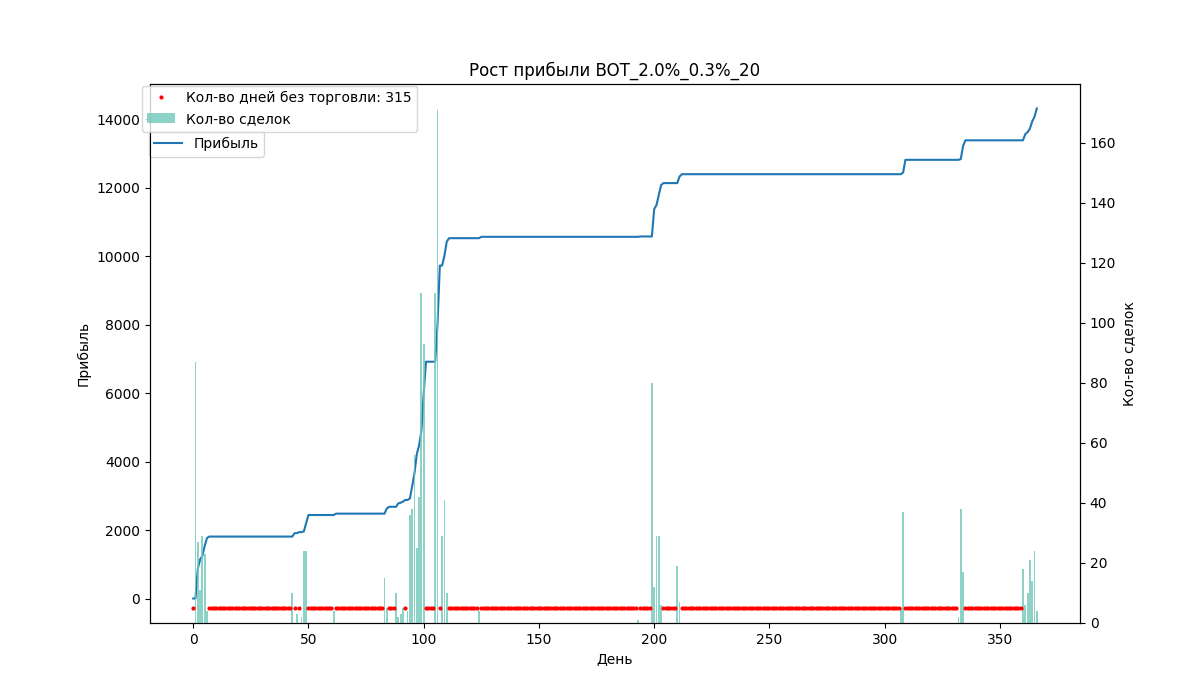 Рост прибыли BOT_2.0%_0.3%_20
Кол-во дней без торговли: 315
Кол-во сделок
Прибыль
14000
12000
10000
8000
6000
4000
2000
0
Прибыль
160
140
120
100
80
60
40
20
0
Кол-во сделок
0 50 100 150 200 250 300 350
День